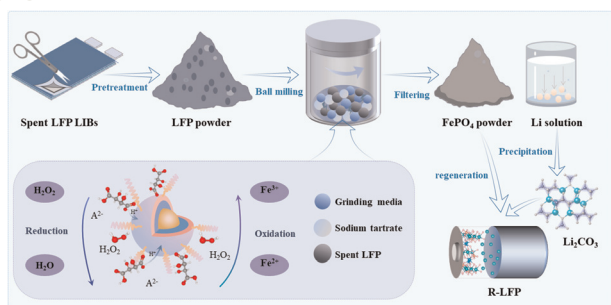 Spent LFP LIBs
Pretreatment
LFP powder
Ball milling
Filtering
FePO₄ powder
Li solution
Precipitation
regeneration
Li₂CO₃
R-LFP
H₂O₂
Reduction
H₂O
A²⁻
H⁺
H₂O₂
H⁺
A²⁻
H₂O₂
Fe³⁺
Oxidation
Fe²⁺
Grinding media
Sodium tartrate
Spent LFP